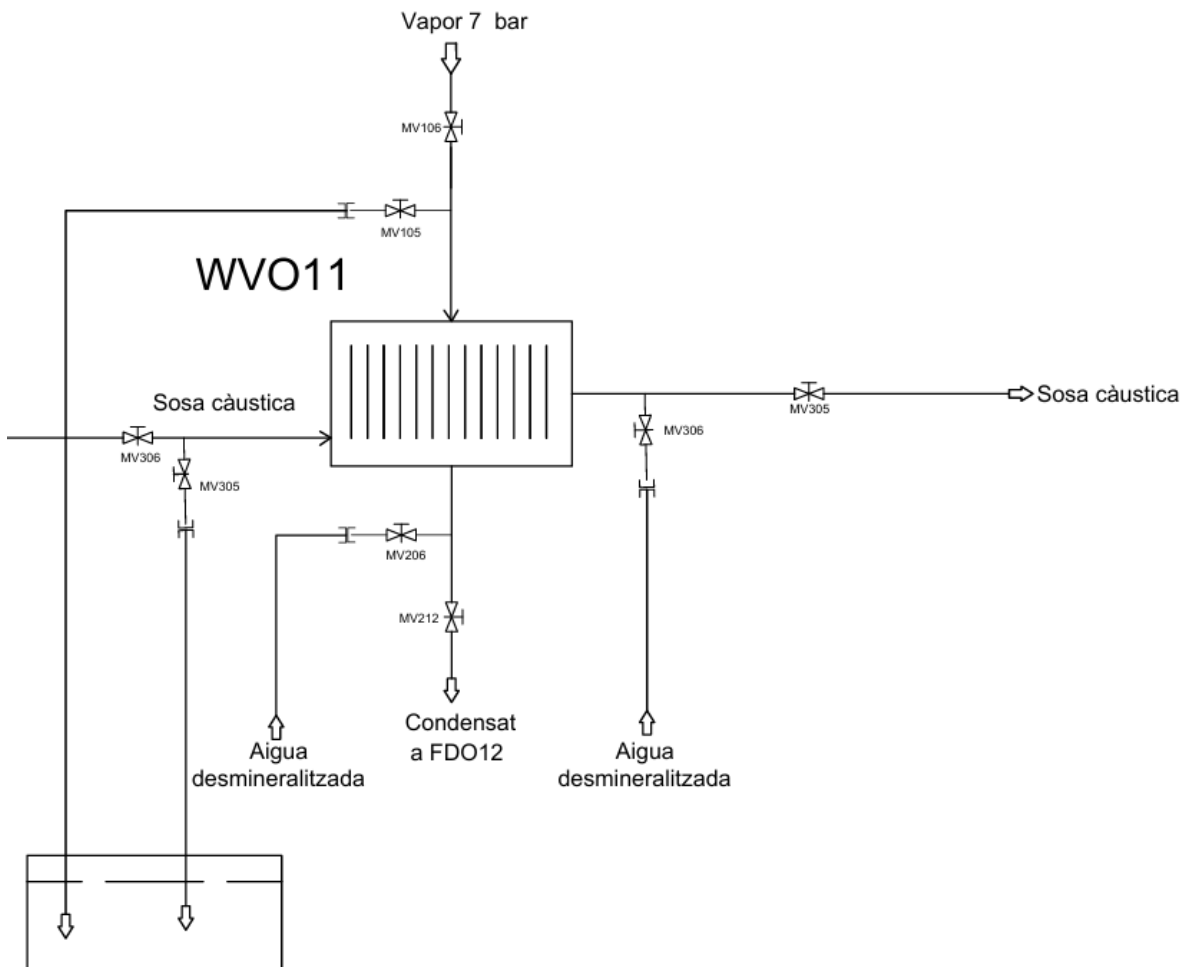 Vapor 7 bar
MV106
MV105
WVO11
Sosa càustica
MV306
MV305
MV305
Sosa càustica
MV306
MV206
MV212
Condensat
a FDO12
Aigua
desmineralitzada
Aigua
desmineralitzada